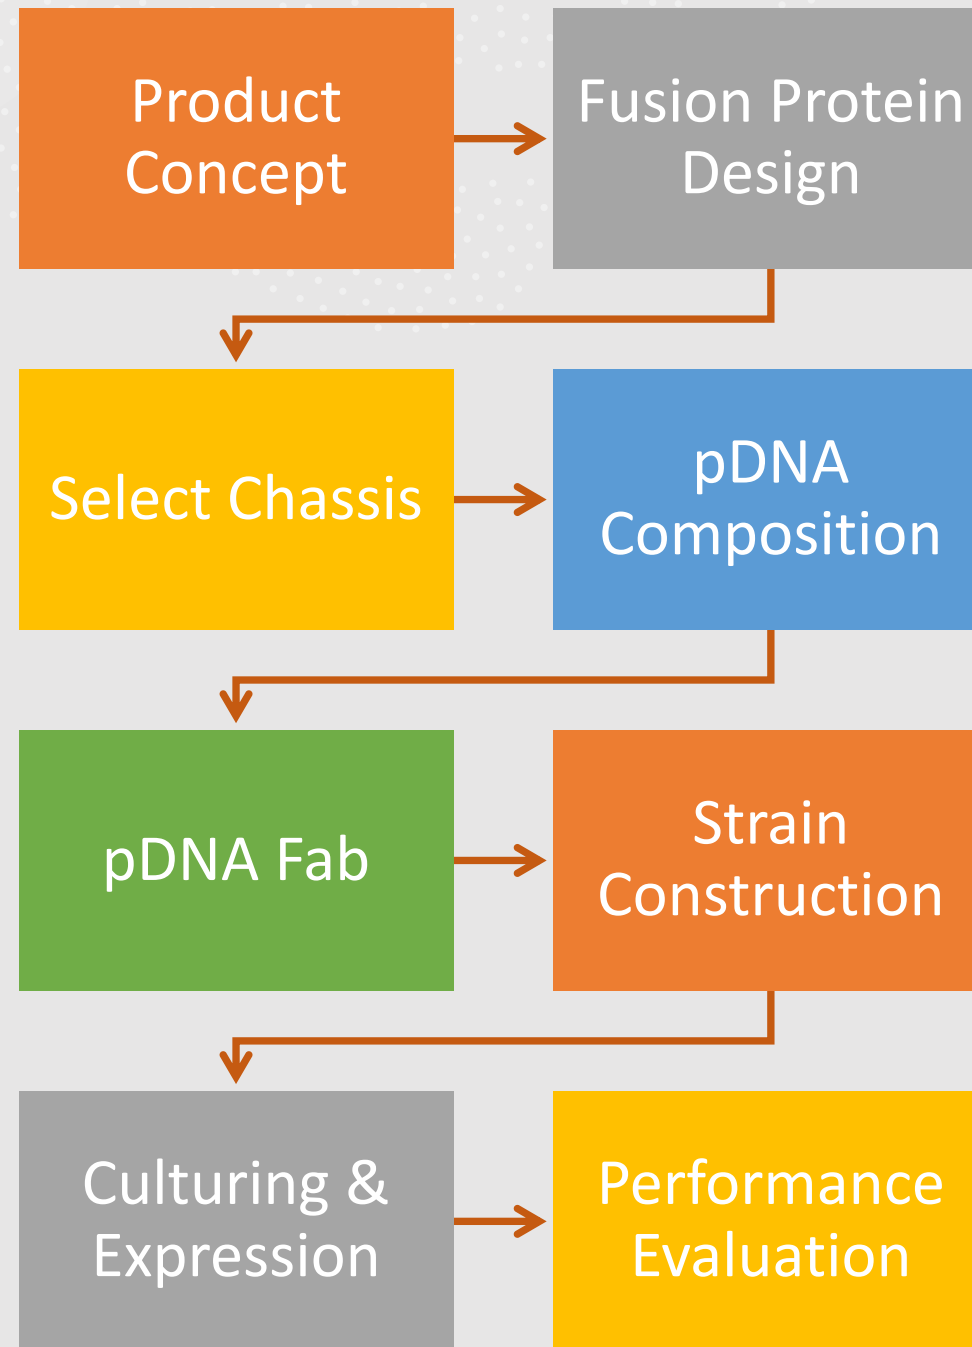 Product
Concept
Fusion Protein
Design
Select Chassis
pDNA
Composition
pDNA Fab
Strain
Construction
Culturing &
Expression
Performance
Evaluation